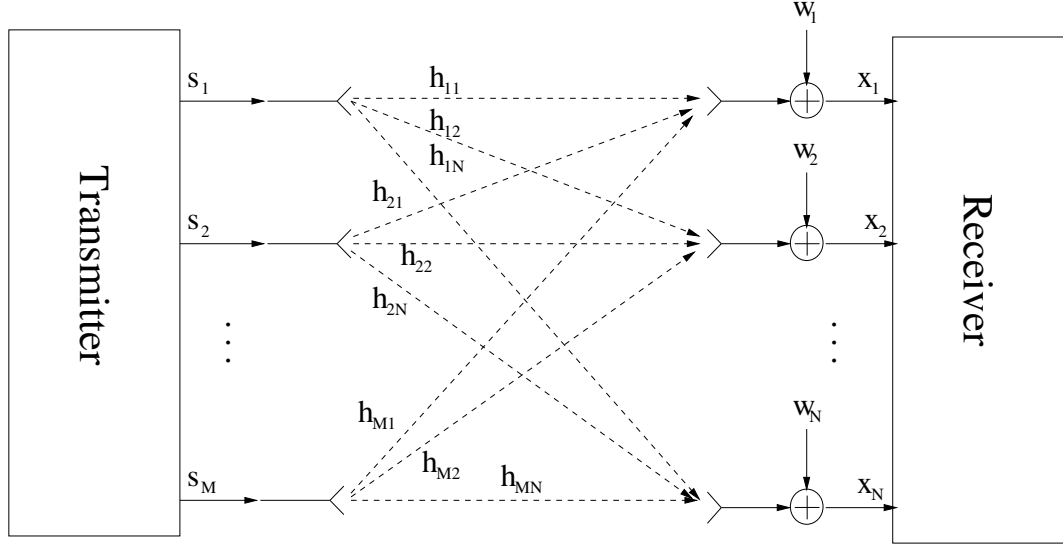 Transmitter
s1
s2
⋮
sM
h11
h12
h1N
h21
h22
h2N
hM1
hM2
hMN
w1
w2
wN
x1
x2
⋮
xN
Receiver